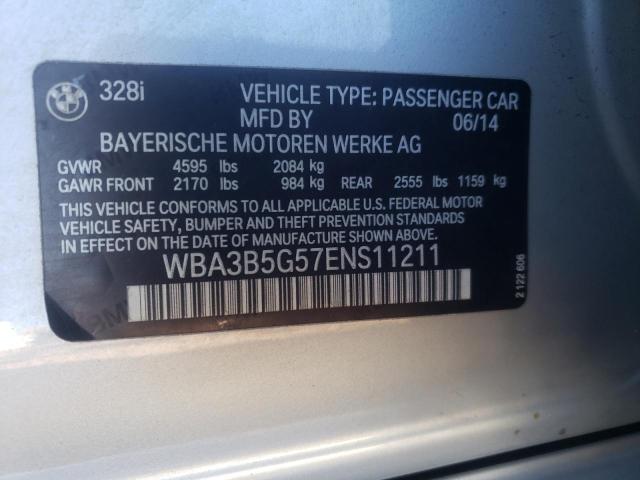 328i VEHICLE TYPE: PASSENGER CAR
MFD BY 06/14
BAYERISCHE MOTOREN WERKE AG
GVWR 4595 lbs 2084 kg
GAWR FRONT 2170 lbs 984 kg REAR 2555 lbs 1159 kg
THIS VEHICLE CONFORMS TO ALL APPLICABLE U.S. FEDERAL MOTOR
VEHICLE SAFETY, BUMPER AND THEFT PREVENTION STANDARDS
IN EFFECT ON THE DATE OF MANUFACTURE SHOWN ABOVE.
WBA3B5G57ENS11211
2 122 606